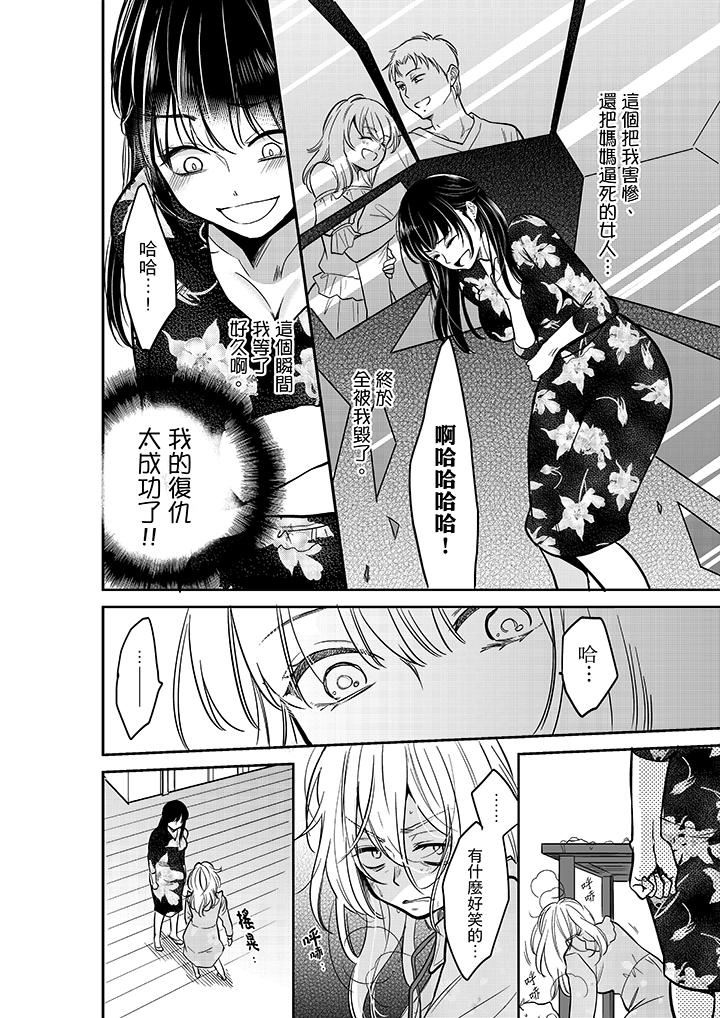 這個把我害慘、
還把媽媽逼死的女人…
啊哈哈哈哈！
終於
全被我毀了。
這個瞬間
我等了
好久啊。
哈哈…！
我的復仇
太成功了!!
哈…
…
呼哧
呼哧
…
有什麼好笑的…
呼哧…
搖晃…